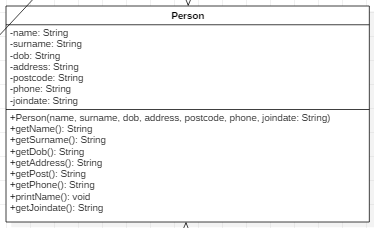 Person
-name: String
-surname: String
-dob: String
-address: String
-postcode: String
-phone: String
-joindate: String
+Person(name, surname, dob, address, postcode, phone, joindate: String)
+getName(): String
+getSurname(): String
+getDob(): String
+getAddress(): String
+getPost(): String
+getPhone(): String
+printName(): void
+getJoindate(): String